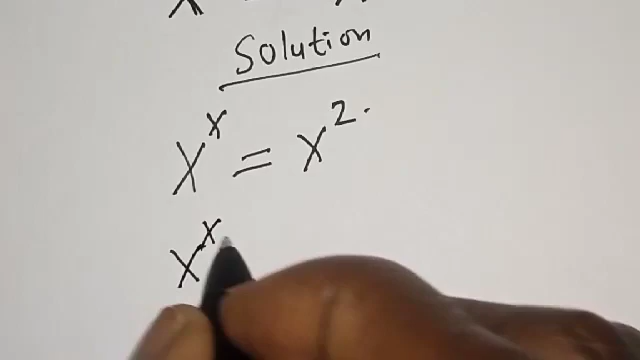 Solution
x^x = x^2.
x^x